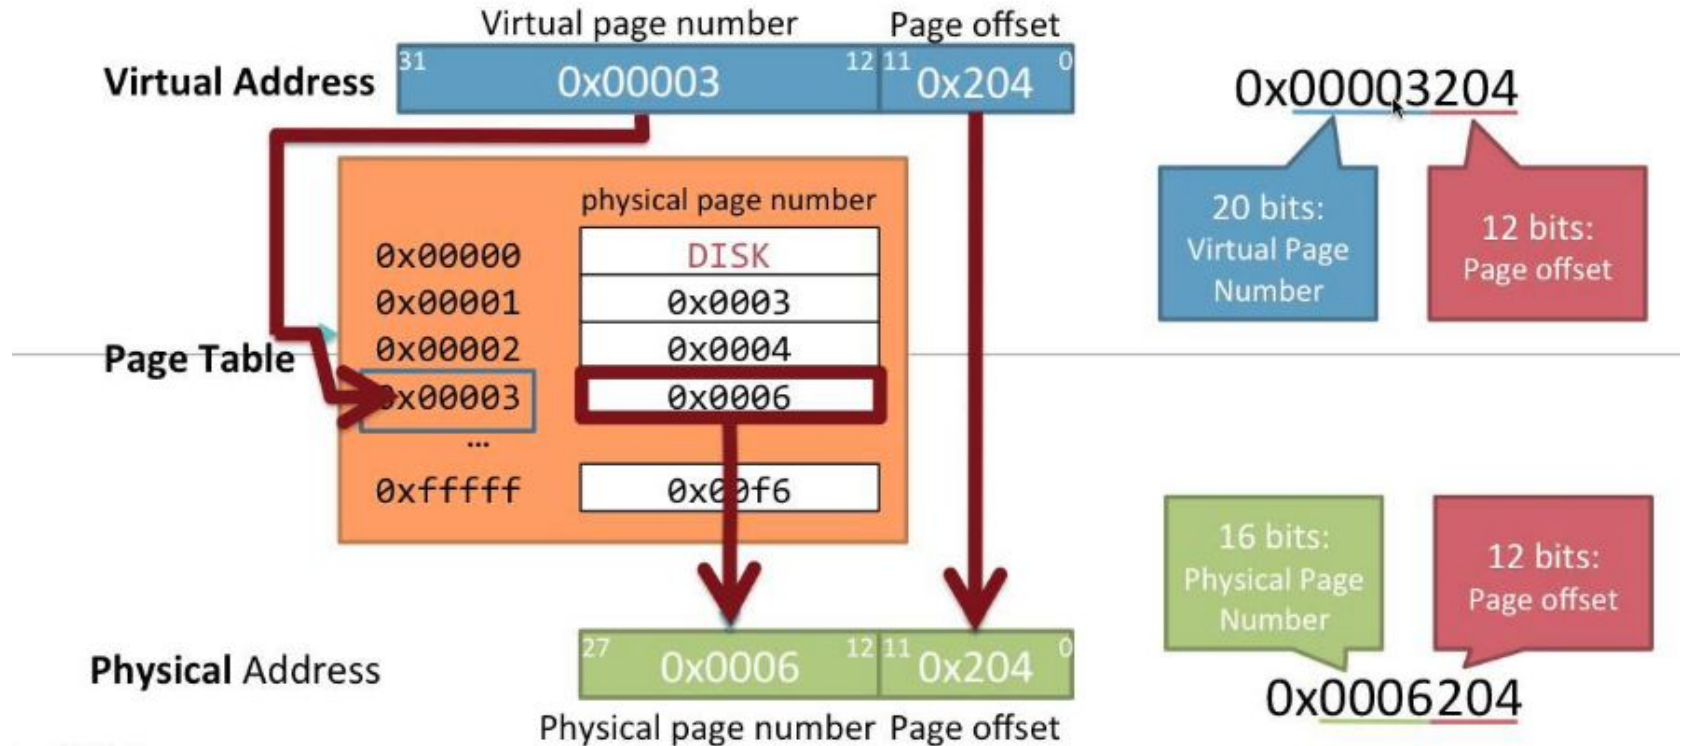 Virtual page number Page offset
Virtual Address 31 0x00003 12 11 0x204 0
0x00003204
20 bits:
Virtual Page
Number
12 bits:
Page offset
physical page number
0x00000 DISK
0x00001 0x0003
0x00002 0x0004
Page Table
0x00003 0x0006
...
0xfffff 0x00f6
16 bits:
Physical Page
Number
12 bits:
Page offset
Physical Address 27 0x0006 12 11 0x204 0
0x0006204
Physical page number Page offset